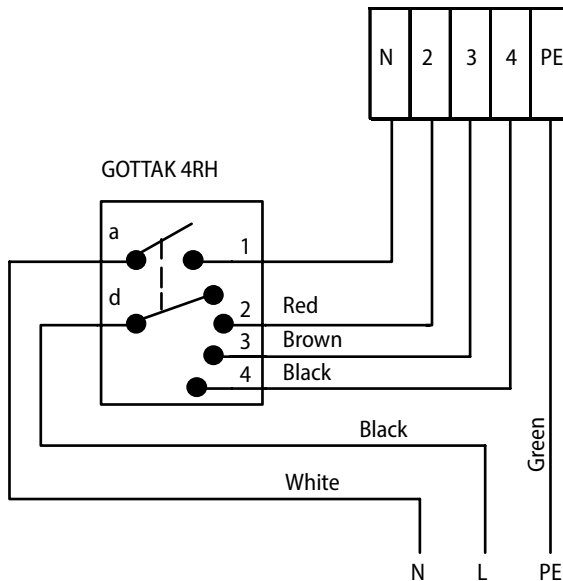 N 2 3 4 PE
GOTTAK 4RH
a
1
d
2 Red
3 Brown
4 Black
Black
Green
White
N L PE